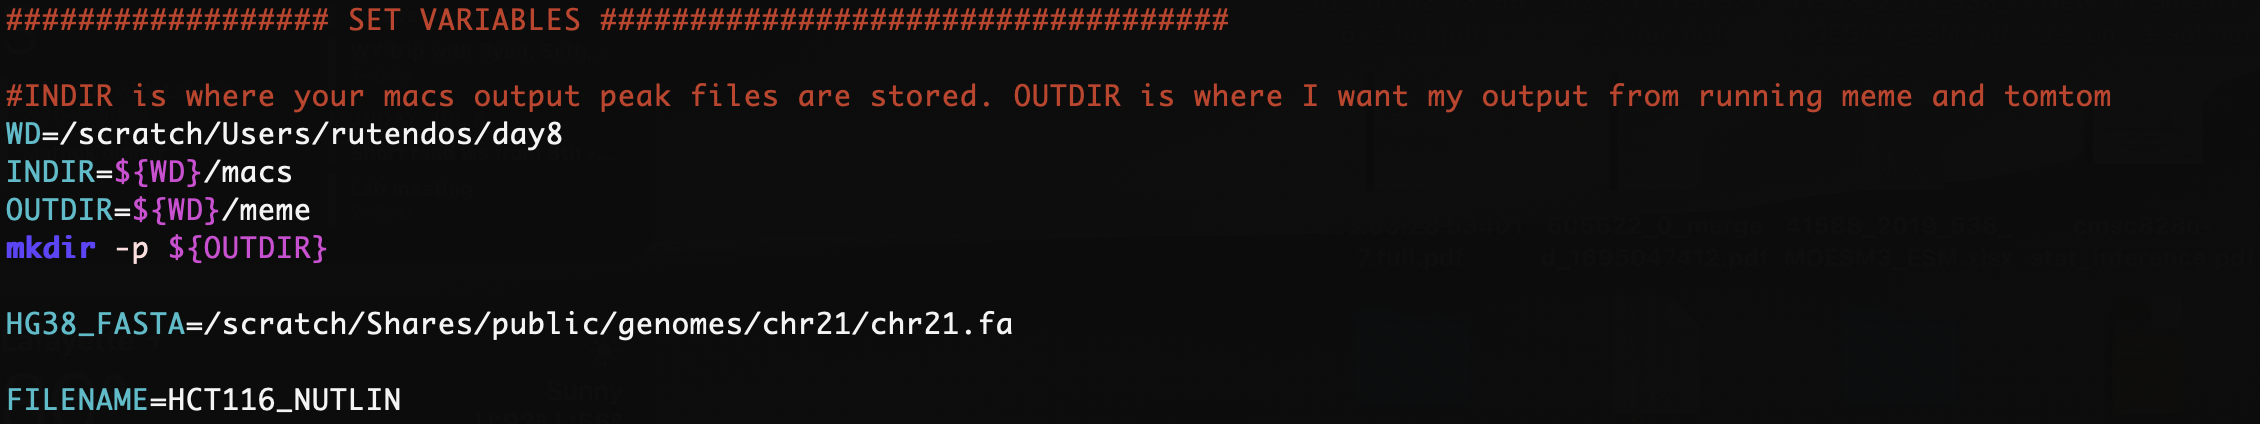 ################## SET VARIABLES ###################################
#INDIR is where your macs output peak files are stored. OUTDIR is where I want my output from running meme and tomtom
WD=/scratch/Users/rutendos/day8
INDIR=${WD}/macs
OUTDIR=${WD}/meme
mkdir -p ${OUTDIR}
HG38_FASTA=/scratch/Shares/public/genomes/chr21/chr21.fa
FILENAME=HCT116_NUTLIN